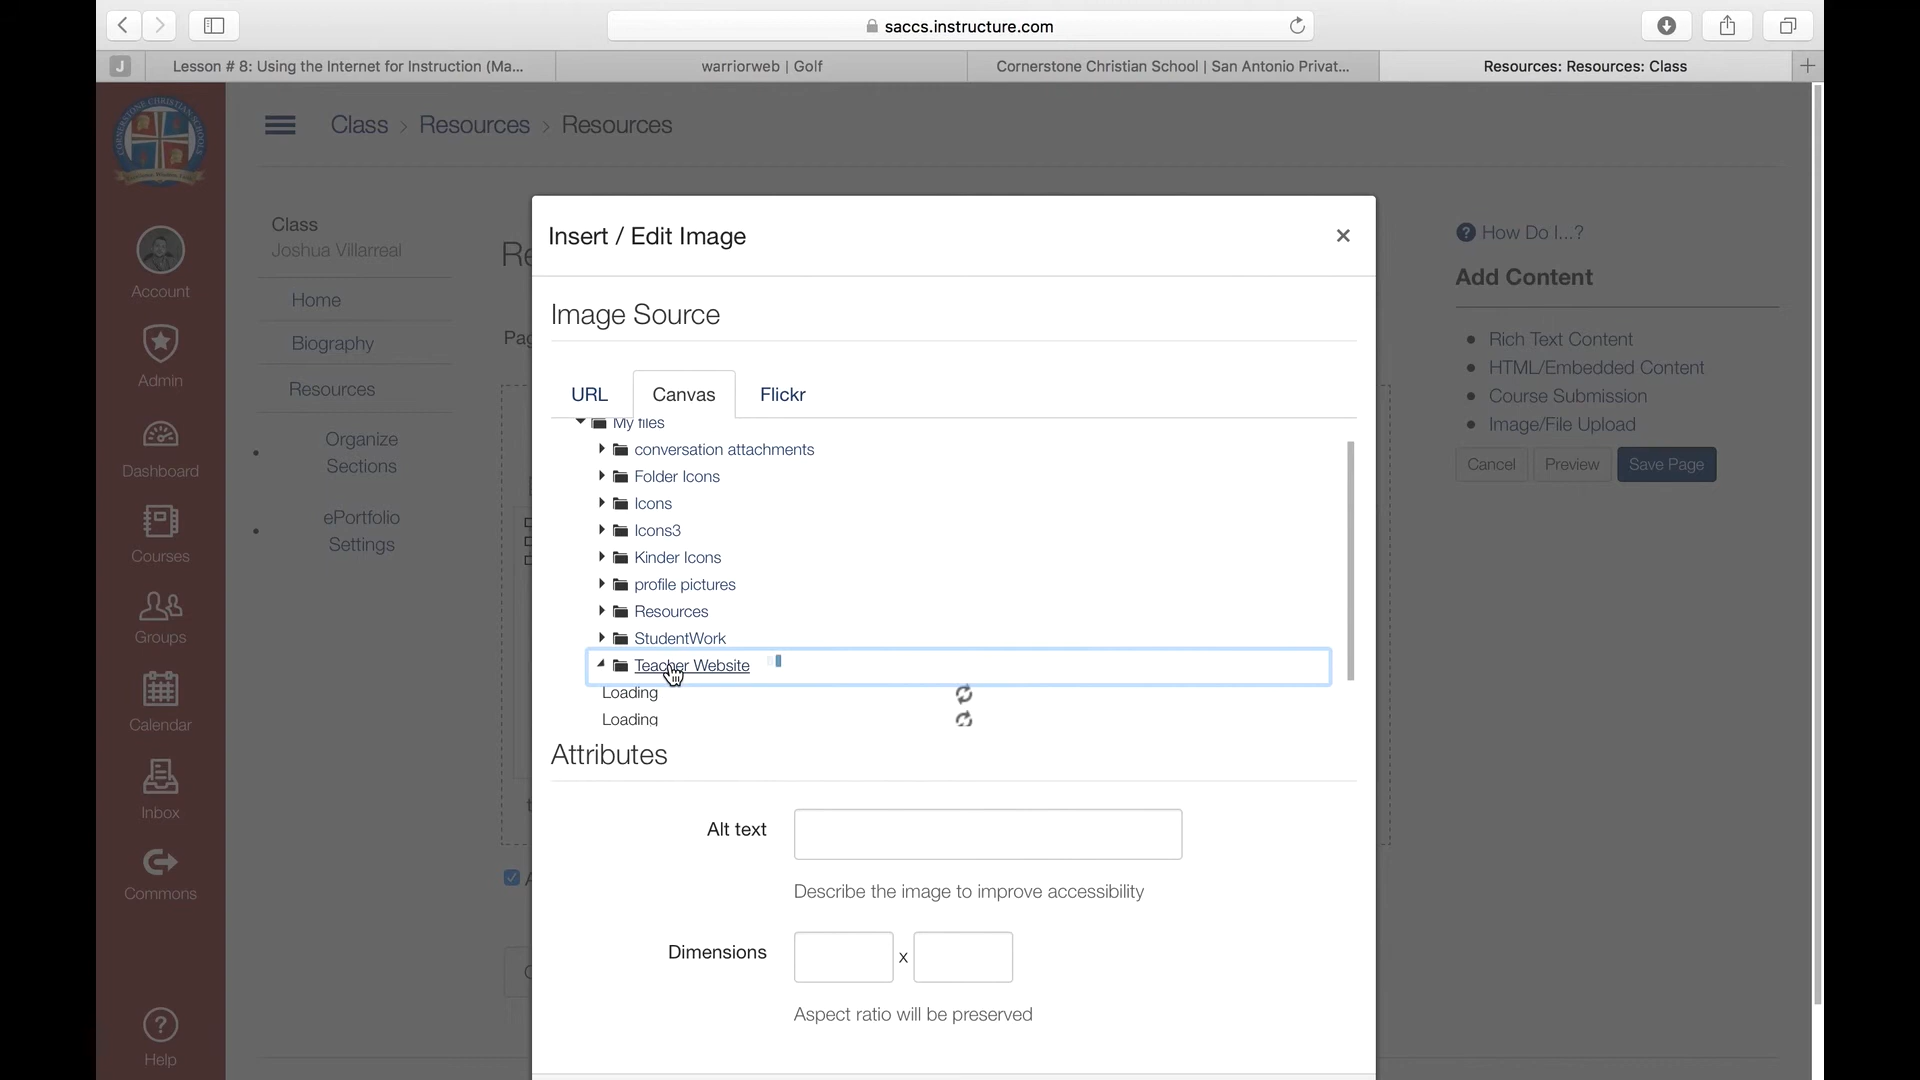 saccs.instructure.com
J
Lesson # 8: Using the Internet for Instruction (Ma...
warriorweb | Golf
Cornerstone Christian School | San Antonio Privat...
Resources: Resources: Class
Class > Resources > Resources
Account
Admin
Dashboard
Courses
Groups
Calendar
Inbox
Commons
Help
Class
Joshua Villarreal
Home
Biography
Resources
Organize
Sections
ePortfolio
Settings
Re
Pag
Insert / Edit Image
Image Source
URL
Canvas
Flickr
My files
conversation attachments
Folder Icons
Icons
Icons3
Kinder Icons
profile pictures
Resources
StudentWork
Teacher Website
Loading
Loading
Attributes
Alt text
Describe the image to improve accessibility
Dimensions
x
Aspect ratio will be preserved
How Do I...?
Add Content
Rich Text Content
HTML/Embedded Content
Course Submission
Image/File Upload
Cancel
Preview
Save Page